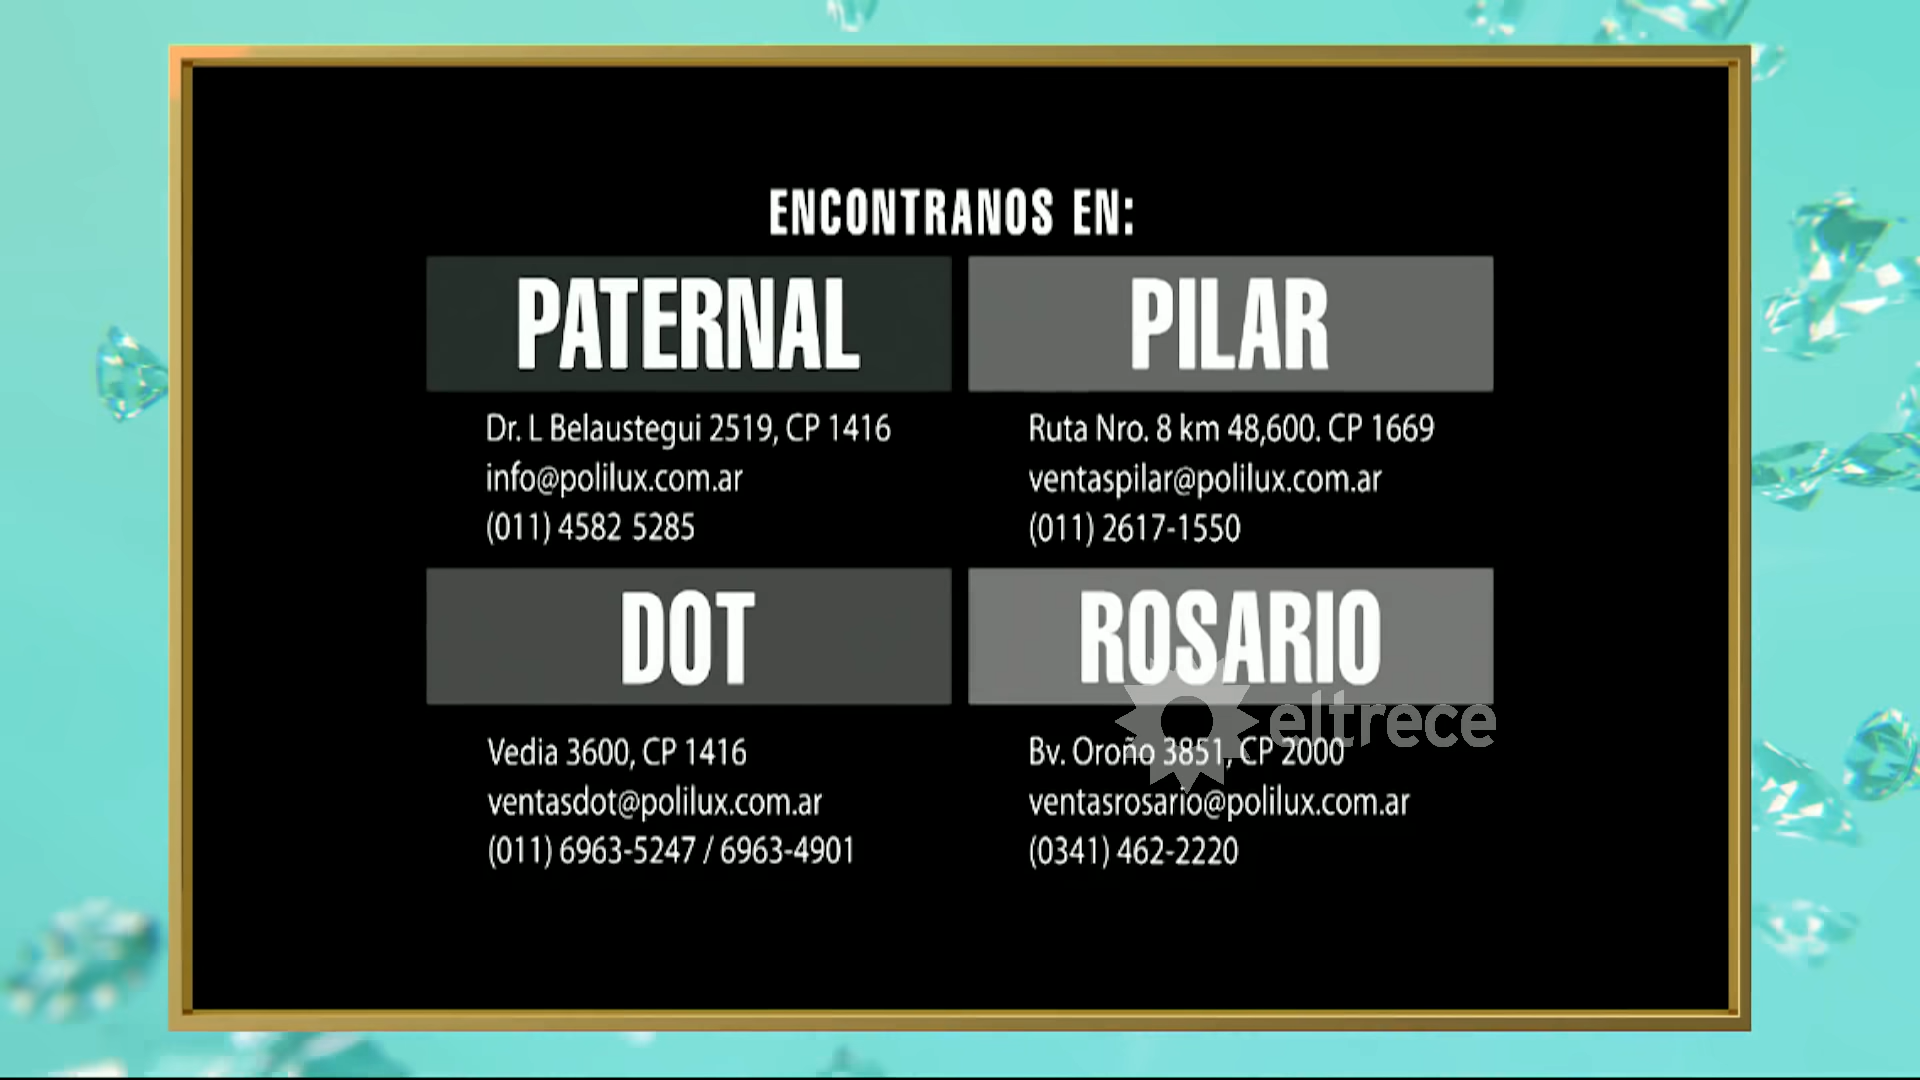 ENCONTRANOS EN:
PATERNAL
Dr. L Belaustegui 2519, CP 1416
info@polilux.com.ar
(011) 4582 5285
PILAR
Ruta Nro. 8 km 48,600. CP 1669
ventaspilar@polilux.com.ar
(011) 2617-1550
DOT
Vedia 3600, CP 1416
ventasdot@polilux.com.ar
(011) 6963-5247 / 6963-4901
ROSARIO
Bv. Oroño 3851, CP 2000
ventasrosario@polilux.com.ar
(0341) 462-2220
eltrece